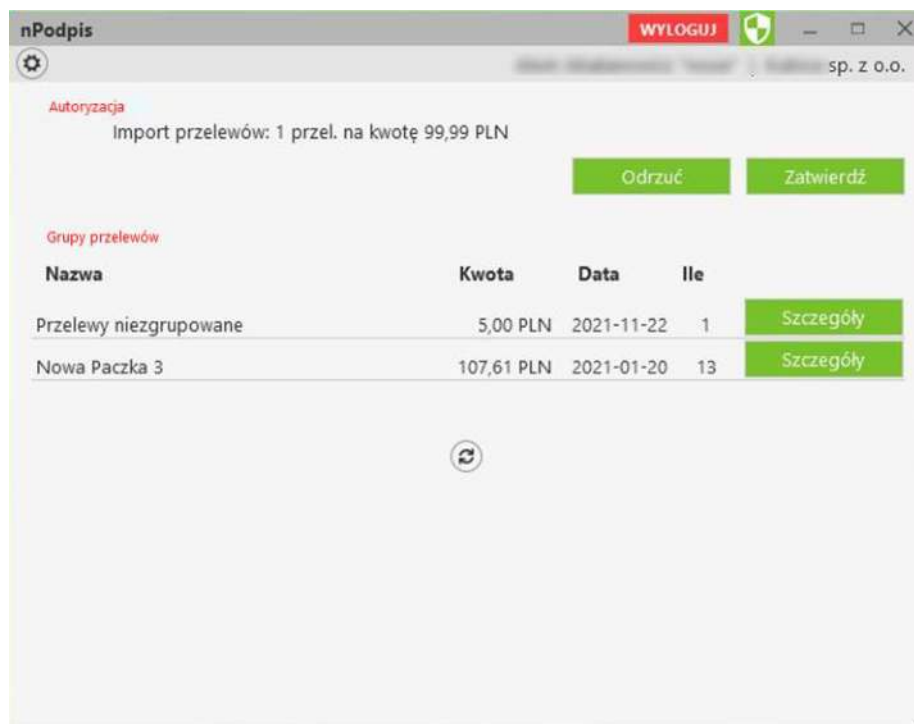 nPodpis WYLOGUJ
sp. z o.o.
Autoryzacja
Import przelewów: 1 przel. na kwotę 99,99 PLN
Odrzuć Zatwierdź
Grupy przelewów
Nazwa Kwota Data Ile
Przelewy niezgrupowane 5,00 PLN 2021-11-22 1 Szczegóły
Nowa Paczka 3 107,61 PLN 2021-01-20 13 Szczegóły